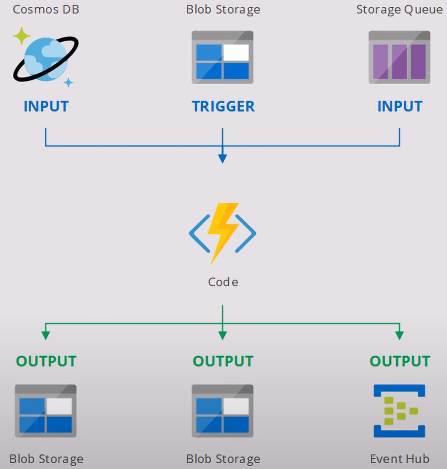 Cosmos DB
Blob Storage
Storage Queue
INPUT
TRIGGER
INPUT
Code
OUTPUT
OUTPUT
OUTPUT
Blob Storage
Blob Storage
Event Hub